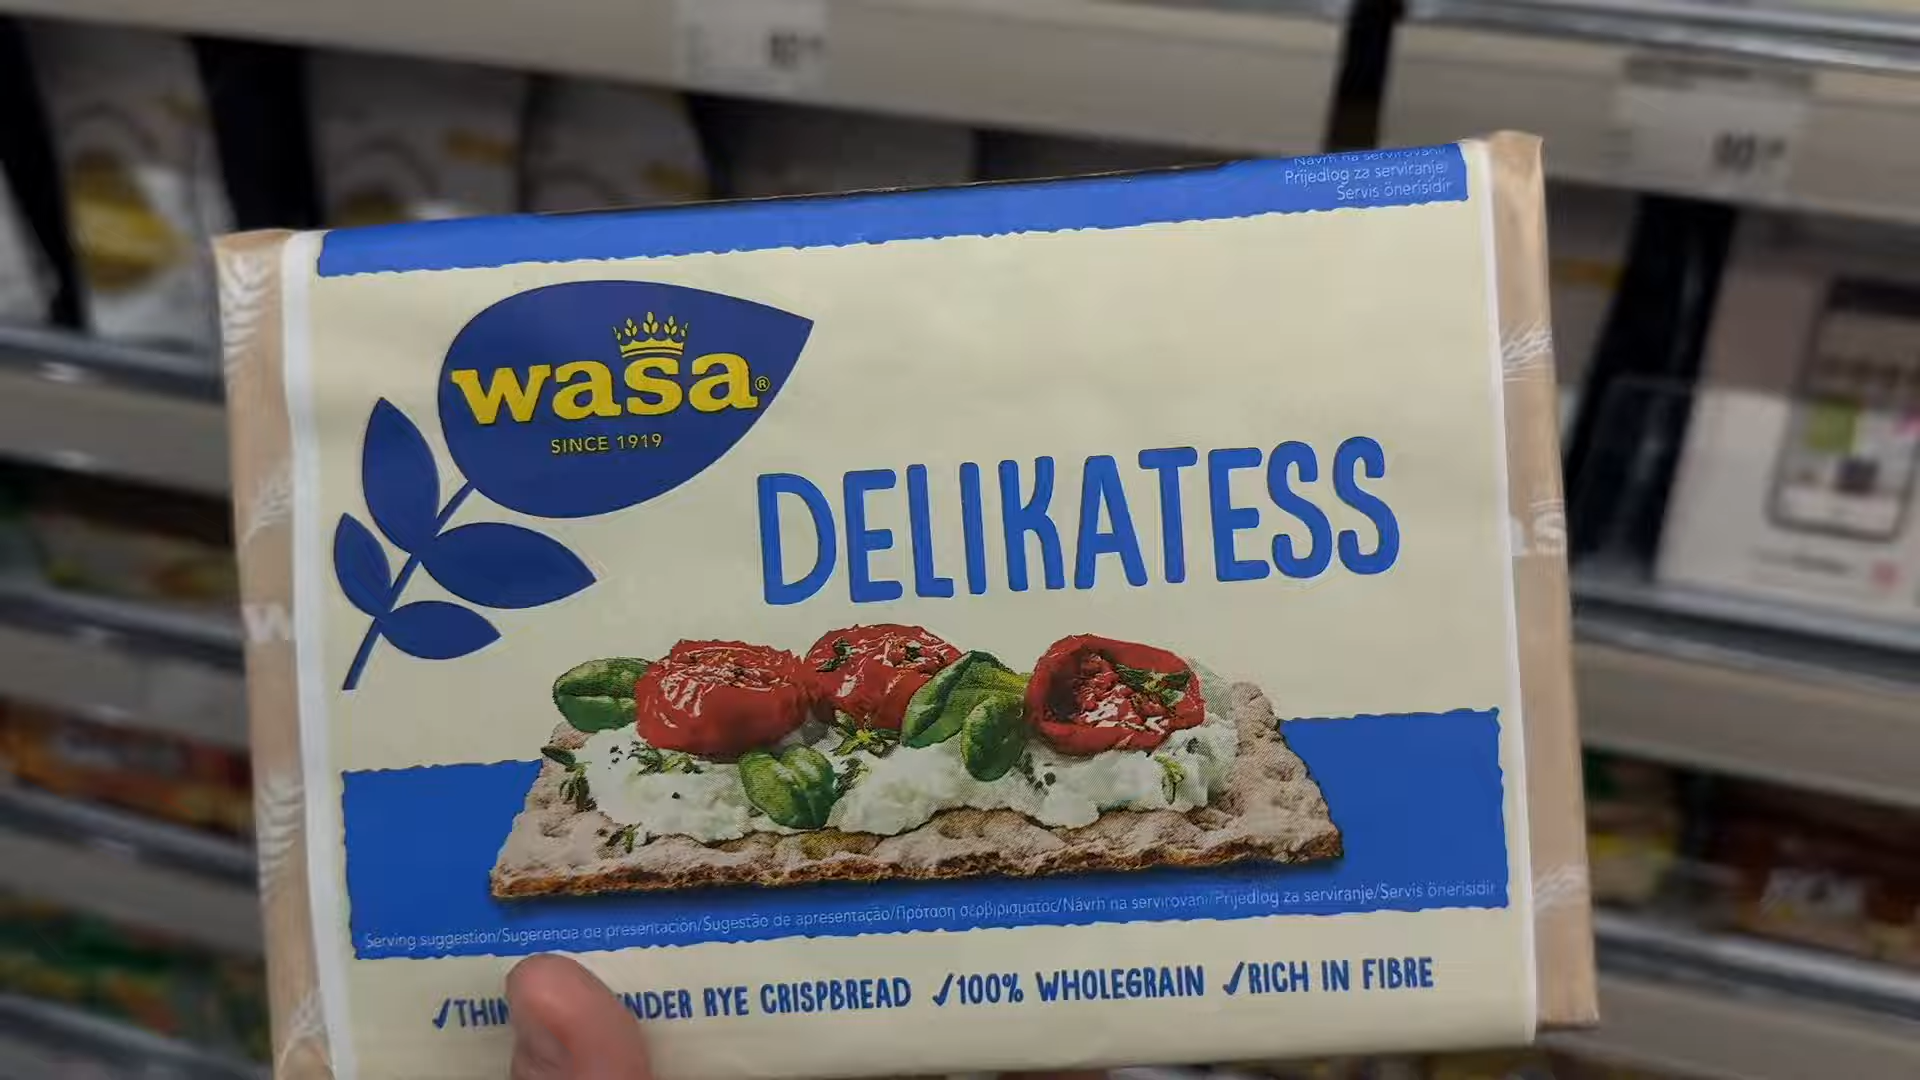 Návrh na servírování
Prijedlog za serviranje
Servis önerisidir
wasa®
SINCE 1919
DELIKATESS
Serving suggestion/Sugerencia de presentación/Sugestão de apresentação/Πρόταση σερβιρίσματος/Návrh na servírování/Prijedlog za serviranje/Servis önerisidir
✓THIN NDER RYE CRISPBREAD ✓100% WHOLEGRAIN ✓RICH IN FIBRE